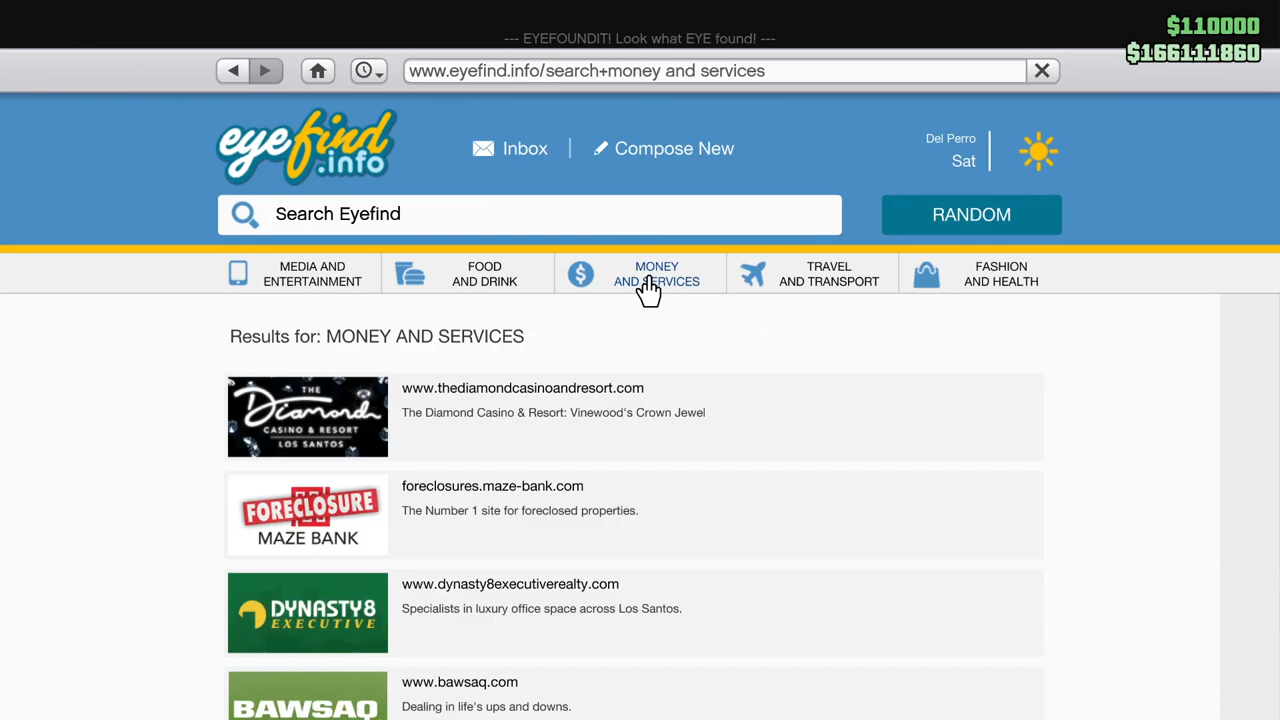 --- EYEFOUNDIT! Look what EYE found! ---
$110000
$166111860
www.eyefind.info/search+money and services
eyefind
.info
Inbox
Compose New
Del Perro
Sat
Search Eyefind
RANDOM
MEDIA AND
ENTERTAINMENT
FOOD
AND DRINK
MONEY
AND SERVICES
TRAVEL
AND TRANSPORT
FASHION
AND HEALTH
Results for: MONEY AND SERVICES
THE
Diamond
CASINO & RESORT
LOS SANTOS
www.thediamondcasinoandresort.com
The Diamond Casino & Resort: Vinewood's Crown Jewel
FORECLOSURE
MAZE BANK
foreclosures.maze-bank.com
The Number 1 site for foreclosed properties.
DYNASTY8
EXECUTIVE
www.dynasty8executiverealty.com
Specialists in luxury office space across Los Santos.
BAWSAQ
www.bawsaq.com
Dealing in life's ups and downs.